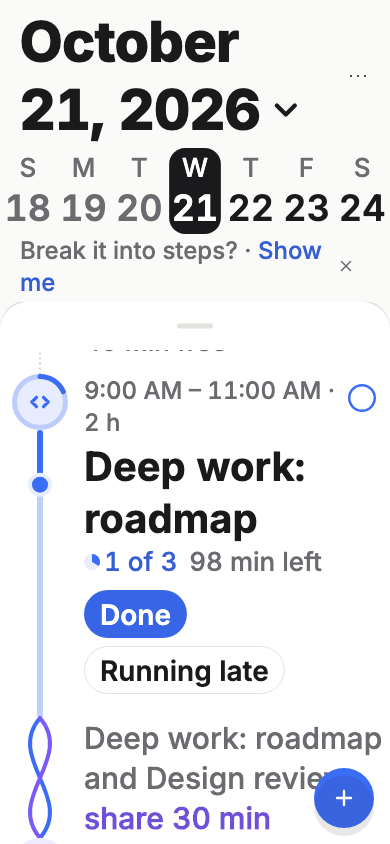 October
21, 2026
...
S M T W T F S
18 19 20 21 22 23 24
Break it into steps? · Show
me
×
9:00 AM – 11:00 AM ·
2 h
Deep work:
roadmap
1 of 3 98 min left
Done
Running late
Deep work: roadmap
and Design
share 30 min
+